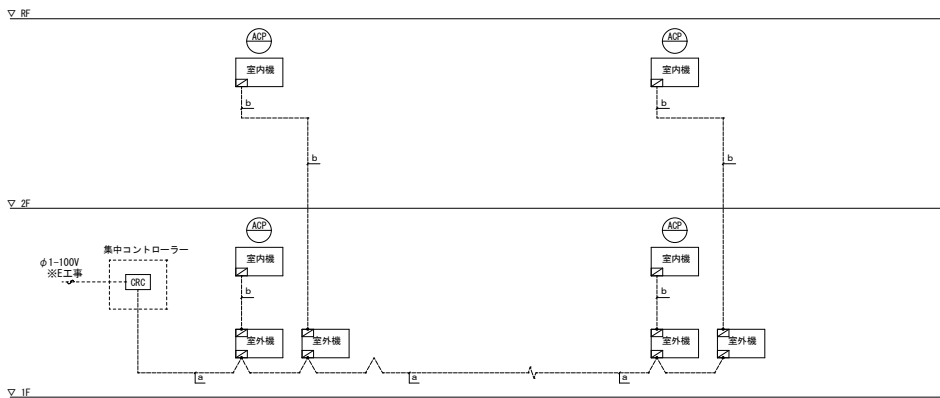 ▽ RF
ACP
ACP
室内機
室内機
b
b
b
b
▽ 2F
ACP
ACP
集中コントローラー
室内機
室内機
φ1-100V
※E工事
CRC
b
b
室外機
室外機
室外機
室外機
a
a
a
▽ 1F